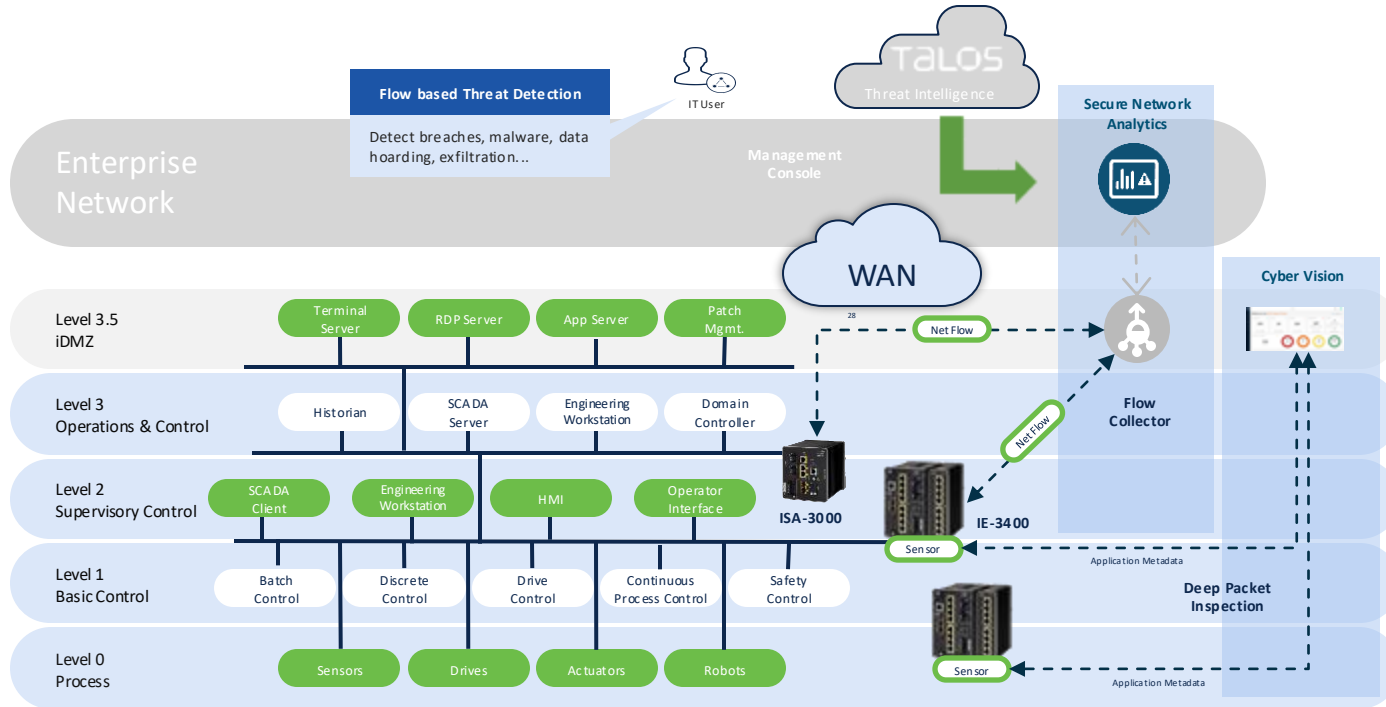 TALOS
Threat Intelligence
IT User
Flow based Threat Detection
Detect breaches, malware, data
hoarding, exfiltration...
Secure Network
Analytics
Enterprise
Network
Management
Console
WAN
28
Cyber Vision
Level 3.5
iDMZ
Terminal
Server
RDP Server
App Server
Patch
Mgmt.
Net Flow
Level 3
Operations & Control
Historian
SCADA
Server
Engineering
Workstation
Domain
Controller
Flow
Collector
Net Flow
Level 2
Supervisory Control
SCADA
Client
Engineering
Workstation
HMI
Operator
Interface
ISA-3000
IE-3400
Sensor
Application Metadata
Level 1
Basic Control
Batch
Control
Discrete
Control
Drive
Control
Continuous
Process Control
Safety
Control
Deep Packet
Inspection
Level 0
Process
Sensors
Drives
Actuators
Robots
Sensor
Application Metadata